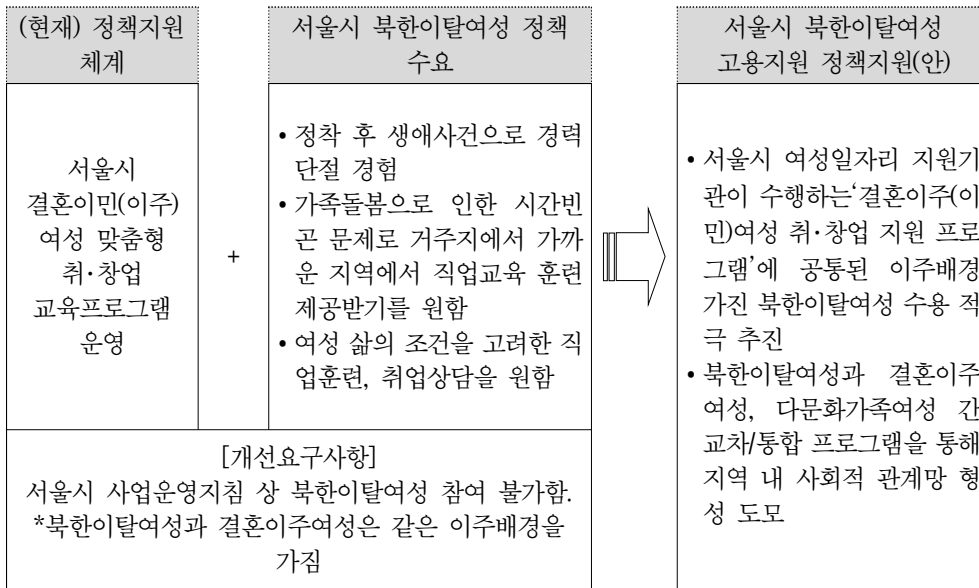 (현재) 정책지원
체계
서울시
결혼이민(이주)
여성 맞춤형
취·창업
교육프로그램
운영
+
서울시 북한이탈여성 정책
수요
• 정착 후 생애사건으로 경력
단절 경험
• 가족돌봄으로 인한 시간빈
곤 문제로 거주지에서 가까
운 지역에서 직업교육 훈련
제공받기를 원함
• 여성 삶의 조건을 고려한 직
업훈련, 취업상담을 원함
[개선요구사항]
서울시 사업운영지침 상 북한이탈여성 참여 불가함.
*북한이탈여성과 결혼이주여성은 같은 이주배경을
가짐
서울시 북한이탈여성
고용지원 정책지원(안)
• 서울시 여성일자리 지원기
관이 수행하는‘결혼이주(이
민)여성 취·창업 지원 프로
그램’에 공통된 이주배경
가진 북한이탈여성 수용 적
극 추진
• 북한이탈여성과 결혼이주
여성, 다문화가족여성 간
교차/통합 프로그램을 통해
지역 내 사회적 관계망 형
성 도모